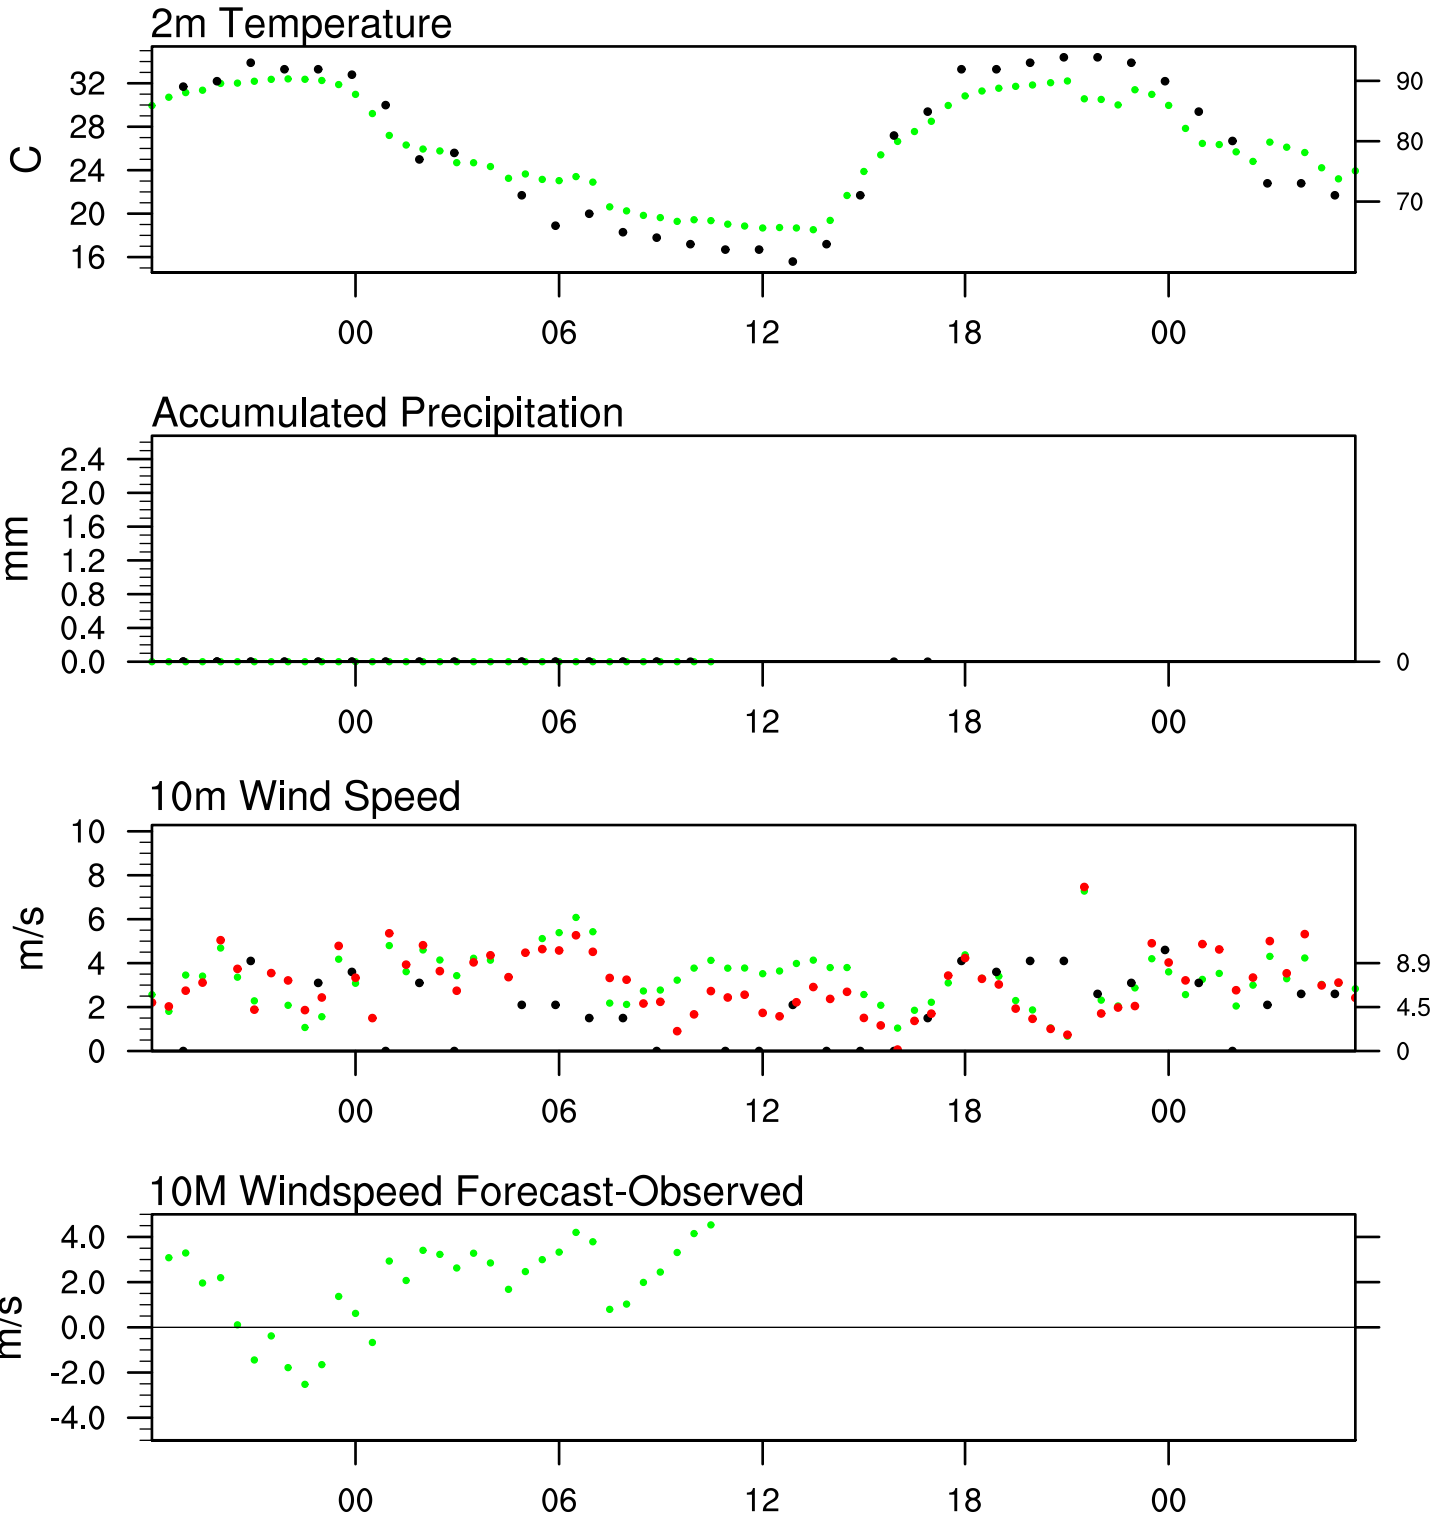 2m Temperature
C
32
28
24
20
16
90
80
70
00 06 12 18 00
Accumulated Precipitation
mm
2.4
2.0
1.6
1.2
0.8
0.4
0.0
0
00 06 12 18 00
10m Wind Speed
m/s
10
8
6
4
2
0
8.9
4.5
0
00 06 12 18 00
10M Windspeed Forecast-Observed
m/s
4.0
2.0
0.0
-2.0
-4.0
00 06 12 18 00